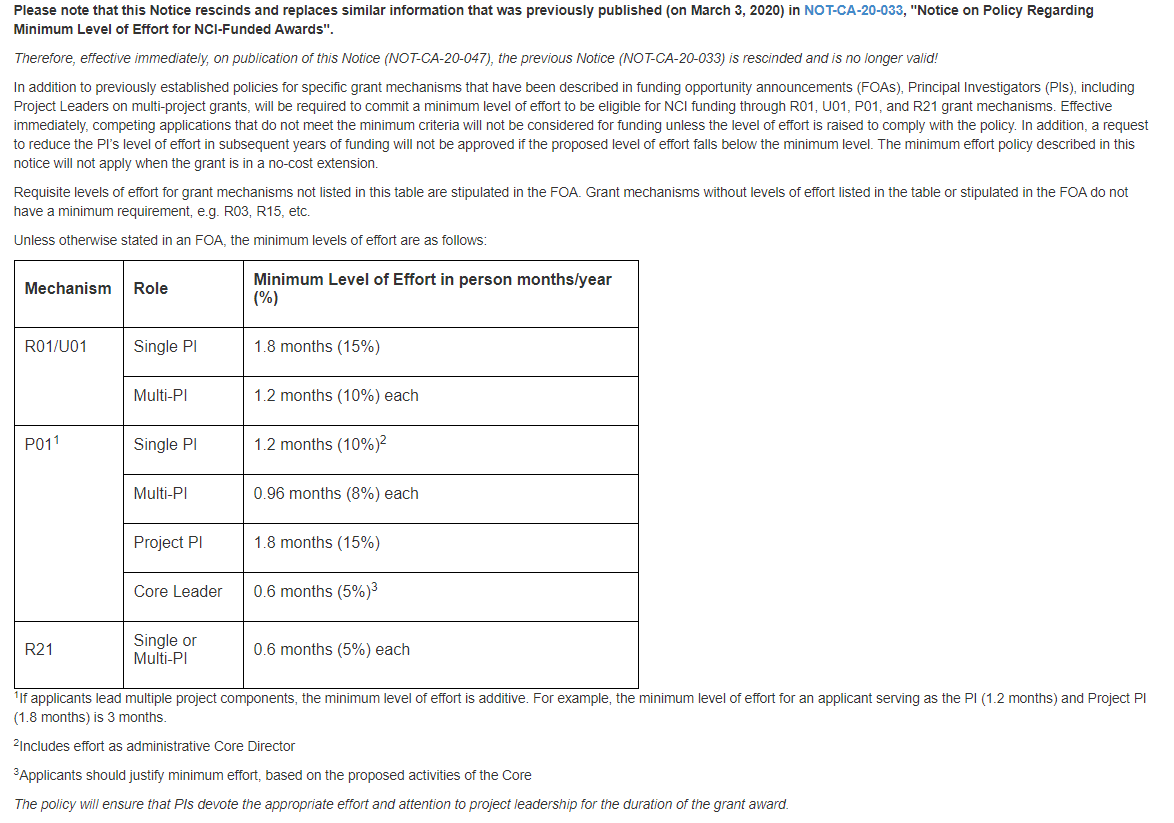 Please note that this Notice rescinds and replaces similar information that was previously published (on March 3, 2020) in NOT-CA-20-033, "Notice on Policy Regarding
Minimum Level of Effort for NCI-Funded Awards".
Therefore, effective immediately, on publication of this Notice (NOT-CA-20-047), the previous Notice (NOT-CA-20-033) is rescinded and is no longer valid!
In addition to previously established policies for specific grant mechanisms that have been described in funding opportunity announcements (FOAs), Principal Investigators (PIs), including
Project Leaders on multi-project grants, will be required to commit a minimum level of effort to be eligible for NCI funding through R01, U01, P01, and R21 grant mechanisms. Effective
immediately, competing applications that do not meet the minimum criteria will not be considered for funding unless the level of effort is raised to comply with the policy. In addition, a request
to reduce the PI's level of effort in subsequent years of funding will not be approved if the proposed level of effort falls below the minimum level. The minimum effort policy described in this
notice will not apply when the grant is in a no-cost extension.
Requisite levels of effort for grant mechanisms not listed in this table are stipulated in the FOA. Grant mechanisms without levels of effort listed in the table or stipulated in the FOA do not
have a minimum requirement, e.g. R03, R15, etc.
Unless otherwise stated in an FOA, the minimum levels of effort are as follows:
Mechanism Role Minimum Level of Effort in person months/year
(%)
R01/U01 Single PI 1.8 months (15%)
Multi-PI 1.2 months (10%) each
P01¹ Single PI 1.2 months (10%)²
Multi-PI 0.96 months (8%) each
Project PI 1.8 months (15%)
Core Leader 0.6 months (5%)³
R21 Single or
Multi-PI 0.6 months (5%) each
¹If applicants lead multiple project components, the minimum level of effort is additive. For example, the minimum level of effort for an applicant serving as the PI (1.2 months) and Project PI
(1.8 months) is 3 months.
²Includes effort as administrative Core Director
³Applicants should justify minimum effort, based on the proposed activities of the Core
The policy will ensure that PIs devote the appropriate effort and attention to project leadership for the duration of the grant award.